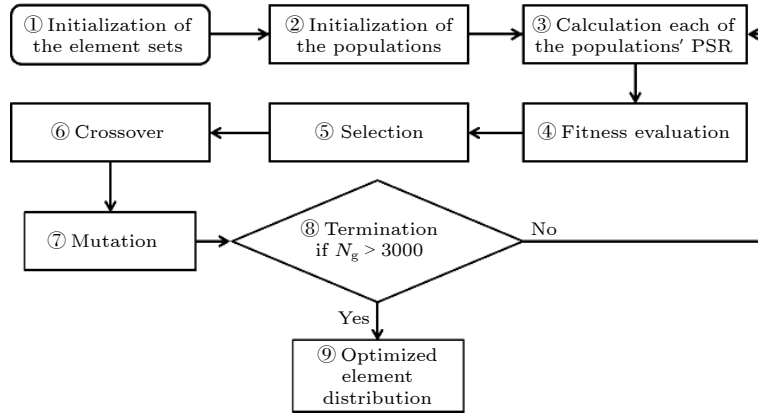 ① Initialization of
the element sets
② Initialization of
the populations
③ Calculation each of
the populations′ PSR
④ Fitness evaluation
⑤ Selection
⑥ Crossover
⑦ Mutation
⑧ Termination
if Ng > 3000
No
Yes
⑨ Optimized
element
distribution